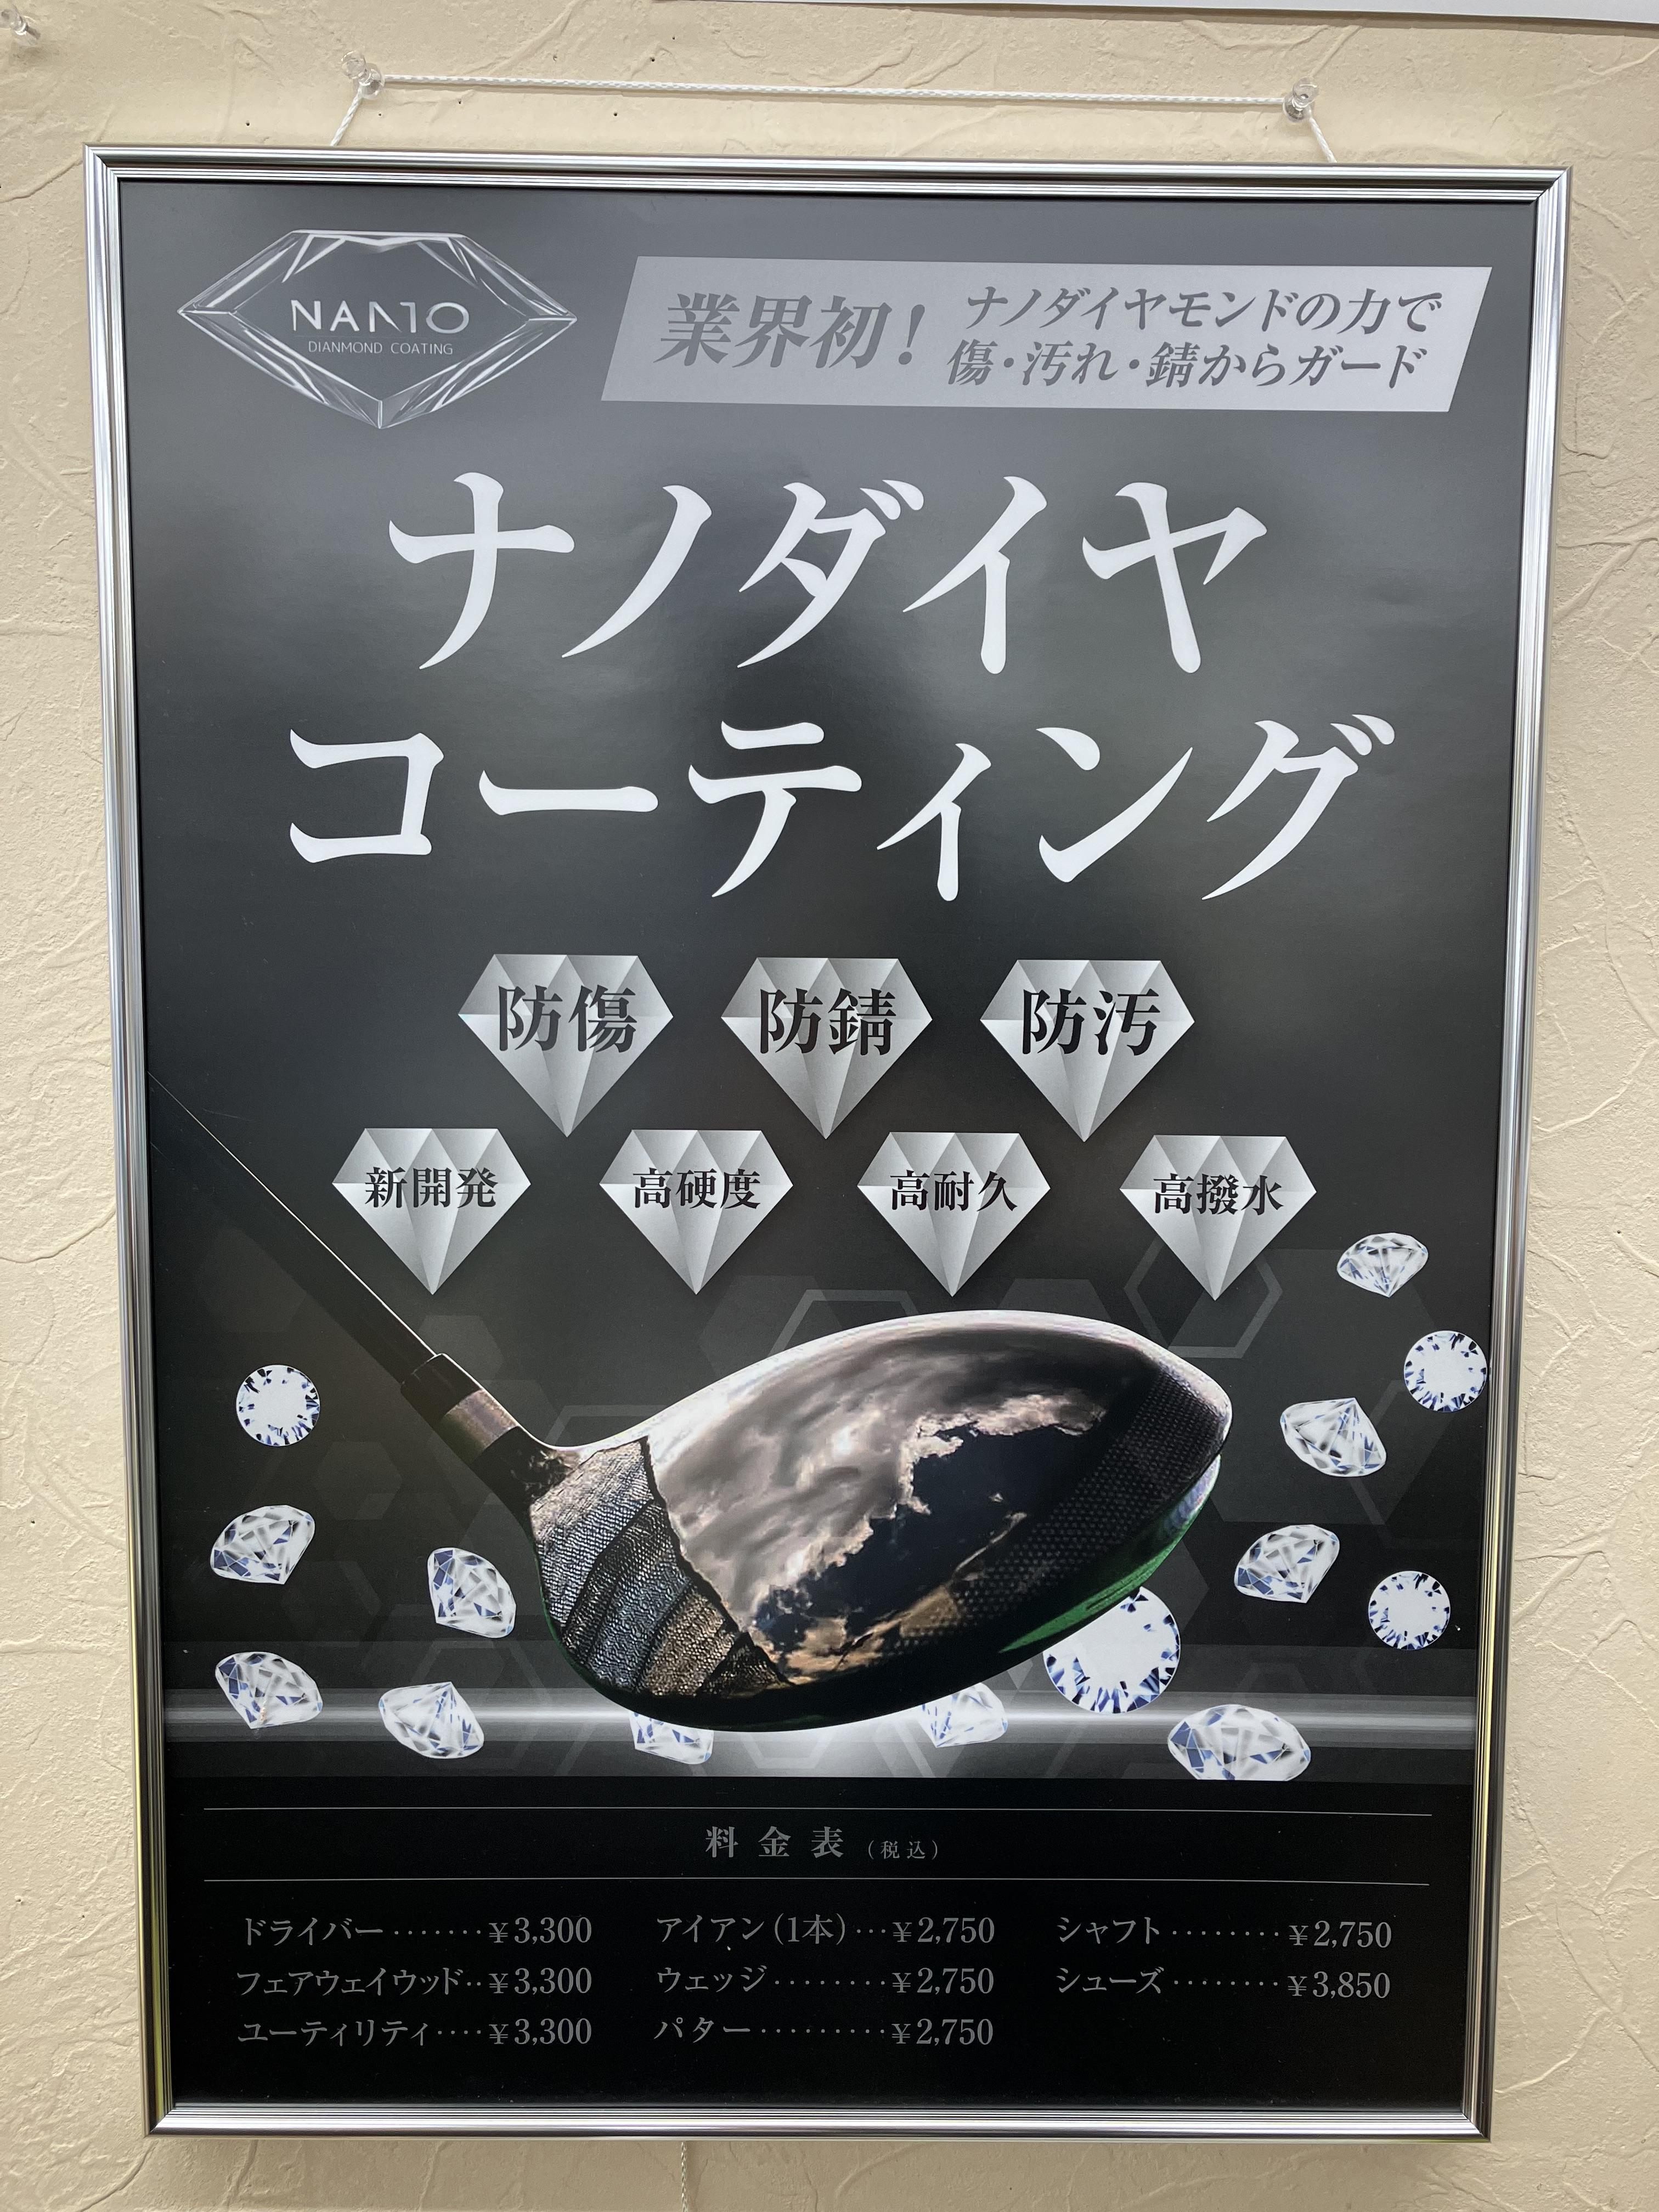 NANO
DIANMOND COATING
業界初!
ナノダイヤモンドの力で
傷・汚れ・錆からガード
ナノダイヤ
コーティング
防傷 防錆 防汚
新開発 高硬度 高耐久 高撥水
料金表(税込)
ドライバー・・・・・・・¥3,300 アイアン(1本)・・・¥2,750 シャフト・・・・・・・・¥2,750
フェアウェイウッド・・¥3,300 ウェッジ・・・・・・・・¥2,750 シューズ・・・・・・・・¥3,850
ユーティリティ・・・・¥3,300 パター・・・・・・・・・¥2,750